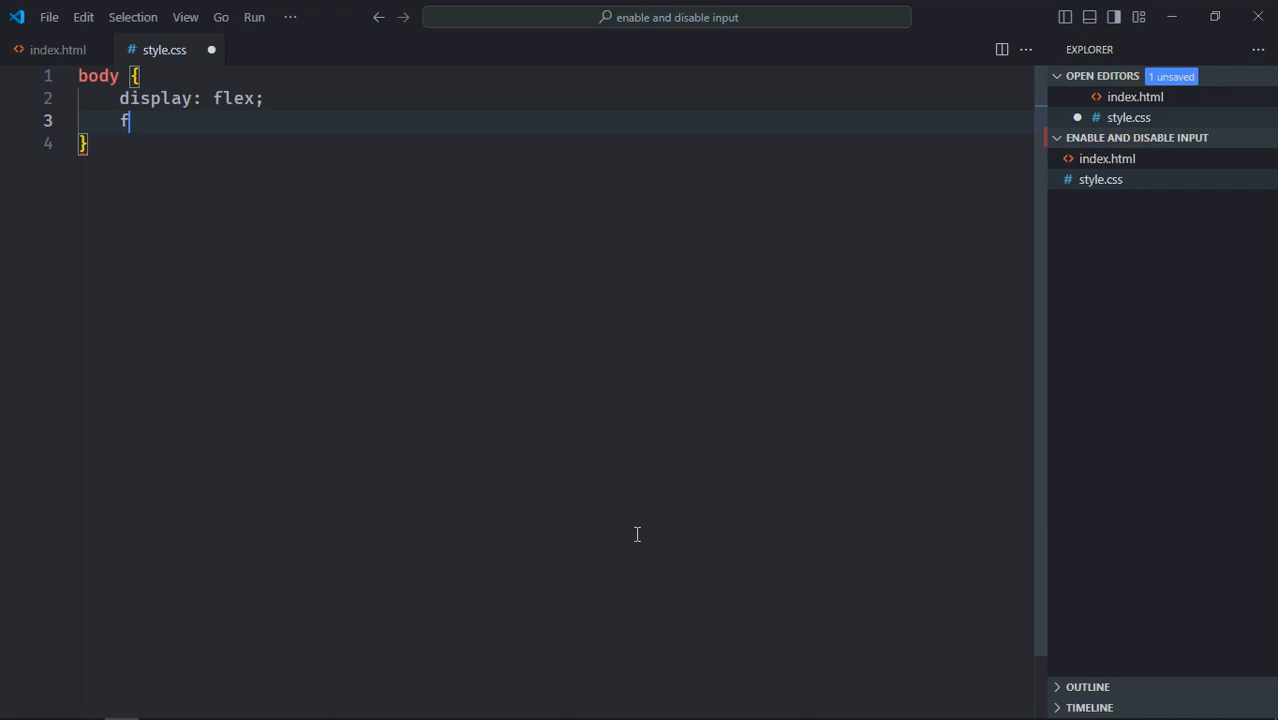 File Edit Selection View Go Run ··· enable and disable input
index.html # style.css EXPLORER ···
1 body {
2 display: flex;
3 f
4 }
OPEN EDITORS 1 unsaved
index.html
# style.css
ENABLE AND DISABLE INPUT
index.html
# style.css
OUTLINE
TIMELINE